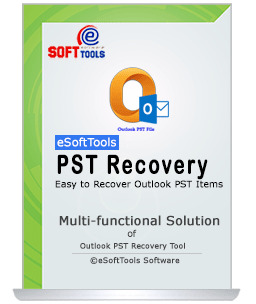 e
SOFT TOOLS
Outlook PST File
eSoftTools
PST Recovery
Easy to Recover Outlook PST Items
Multi-functional Solution
of
Outlook PST Recovery Tool
©eSoftTools Software